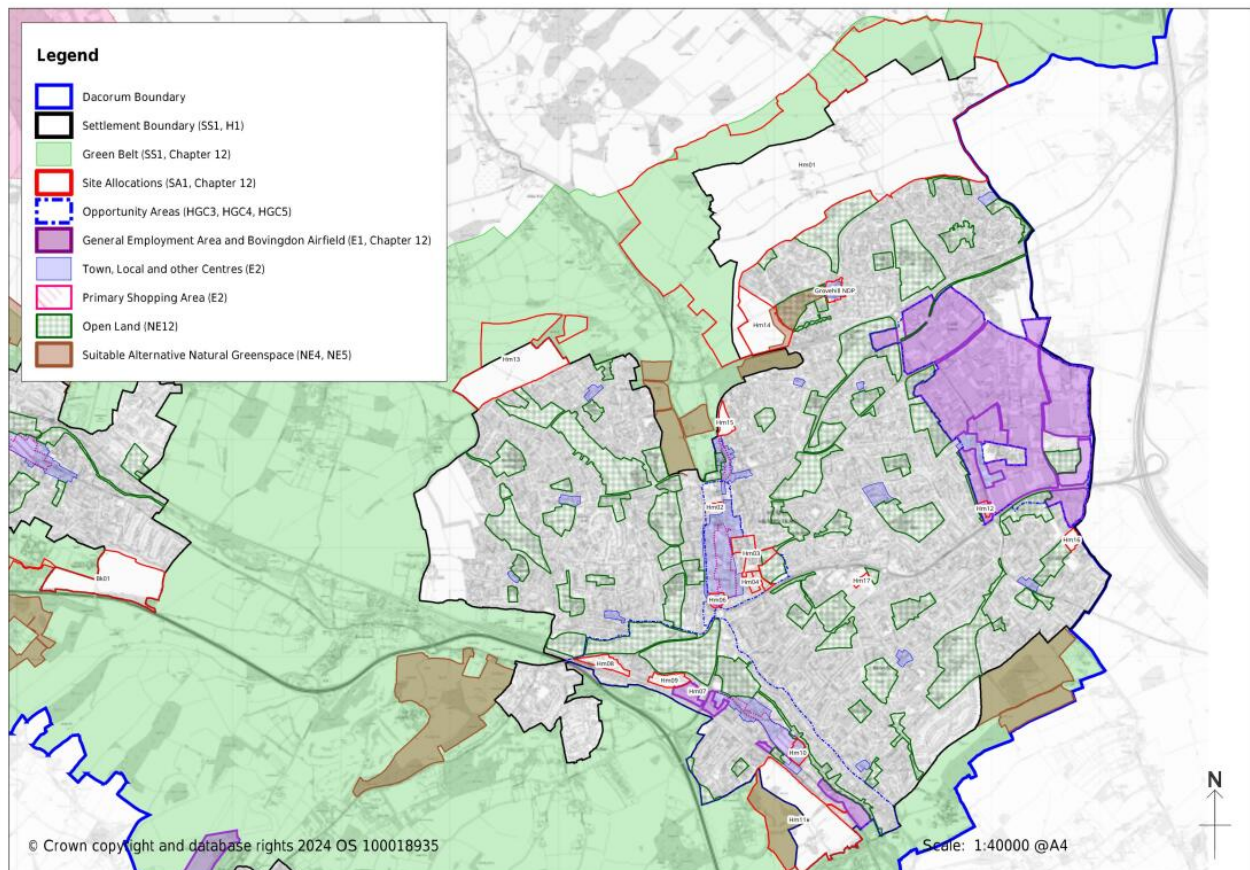 Legend
Dacorum Boundary
Settlement Boundary (SS1, H1)
Green Belt (SS1, Chapter 12)
Site Allocations (SA1, Chapter 12)
Opportunity Areas (HGC3, HGC4, HGC5)
General Employment Area and Bovingdon Airfield (E1, Chapter 12)
Town, Local and other Centres (E2)
Primary Shopping Area (E2)
Open Land (NE12)
Suitable Alternative Natural Greenspace (NE4, NE5)
Hm01
Grovehill NDP
Hm14
Hm13
Hm15
Hm02
Hm12
Hm16
Hm03
Bk01
Hm04
Hm17
Hm08
Hm09
Hm07
Hm10
N
© Crown copyright and database rights 2024 OS 100018935
Scale: 1:40000 @A4